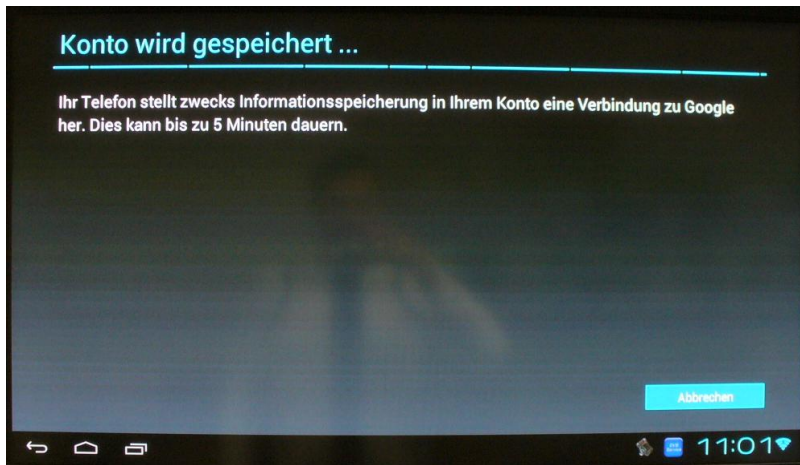 Konto wird gespeichert ...
Ihr Telefon stellt zwecks Informationsspeicherung in Ihrem Konto eine Verbindung zu Google
her. Dies kann bis zu 5 Minuten dauern.
Abbrechen
11:01